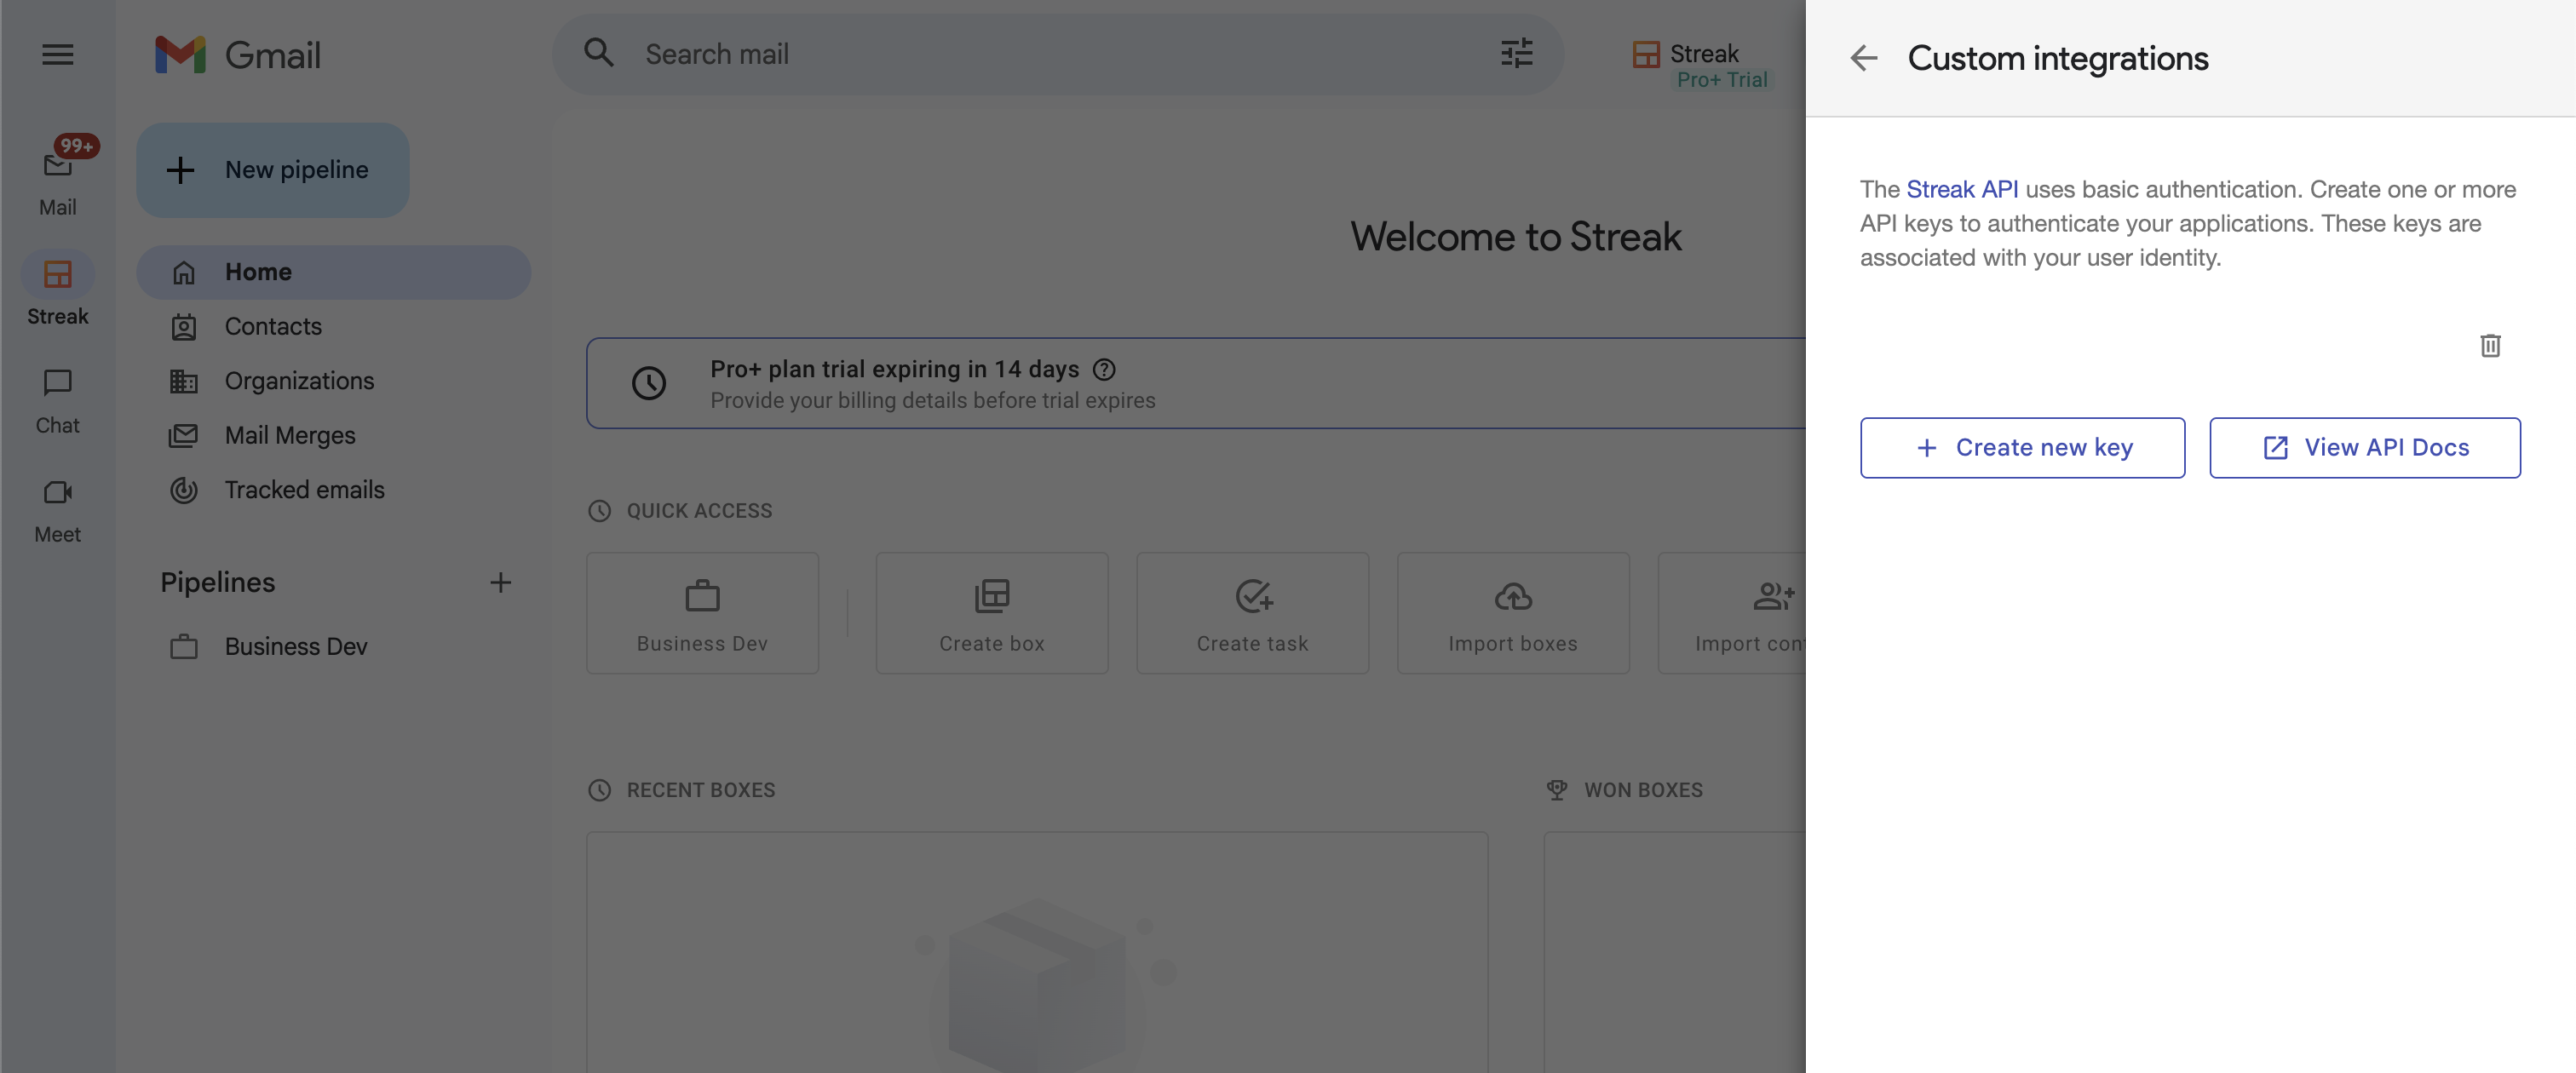 Gmail
Search mail
Streak
Pro+ Trial
Custom integrations
99+
Mail
Streak
Chat
Meet
New pipeline
Home
Contacts
Organizations
Mail Merges
Tracked emails
Pipelines
Business Dev
Welcome to Streak
Pro+ plan trial expiring in 14 days
Provide your billing details before trial expires
QUICK ACCESS
Business Dev
Create box
Create task
Import boxes
Import con
RECENT BOXES
WON BOXES
The Streak API uses basic authentication. Create one or more
API keys to authenticate your applications. These keys are
associated with your user identity.
Create new key
View API Docs